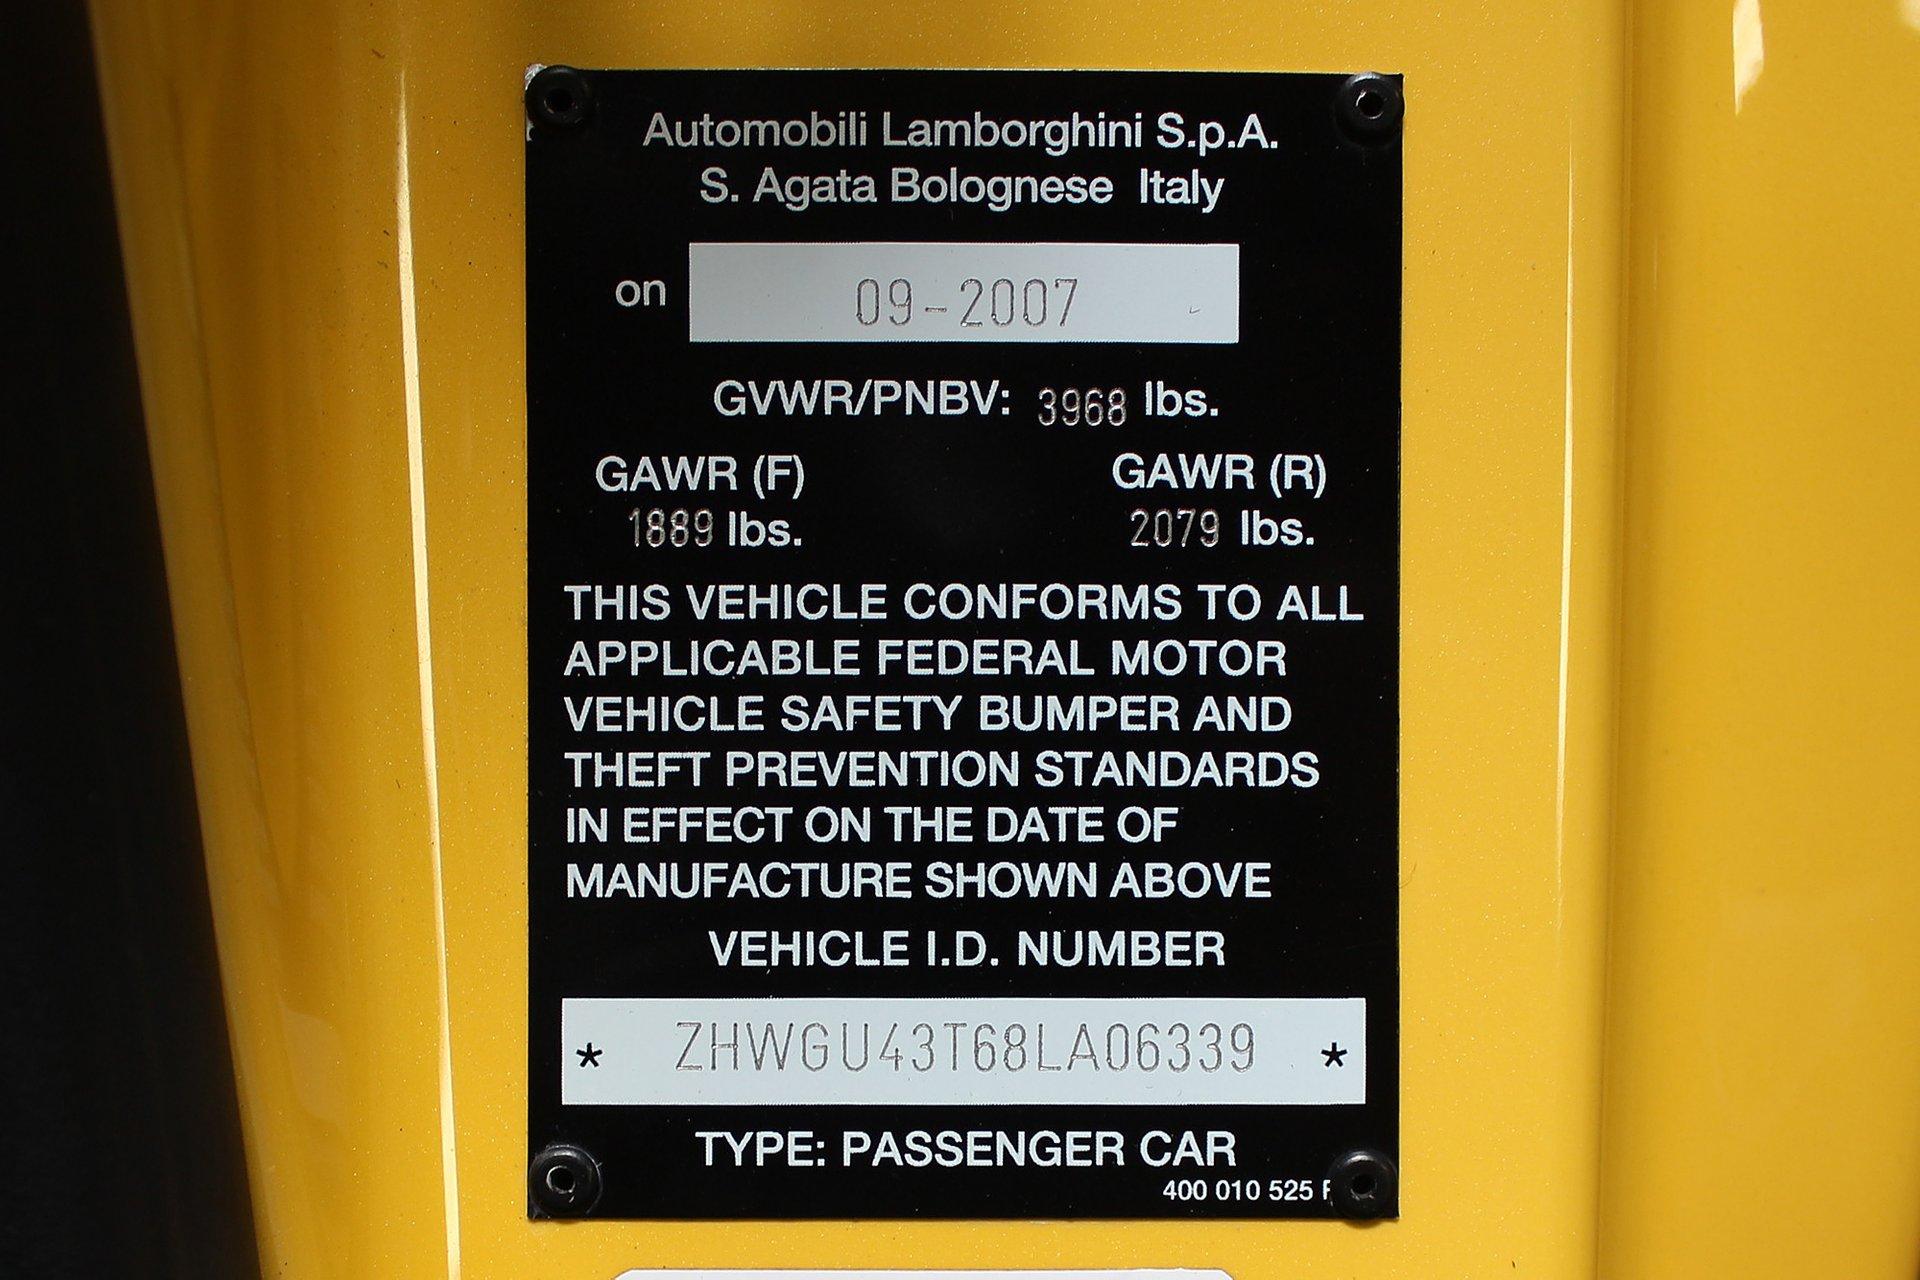 Automobili Lamborghini S.p.A.
S. Agata Bolognese Italy
on 09-2007
GVWR/PNBV: 3968 lbs.
GAWR (F) GAWR (R)
1889 lbs. 2079 lbs.
THIS VEHICLE CONFORMS TO ALL
APPLICABLE FEDERAL MOTOR
VEHICLE SAFETY BUMPER AND
THEFT PREVENTION STANDARDS
IN EFFECT ON THE DATE OF
MANUFACTURE SHOWN ABOVE
VEHICLE I.D. NUMBER
* ZHWGU43T68LA06339 *
TYPE: PASSENGER CAR
400 010 525